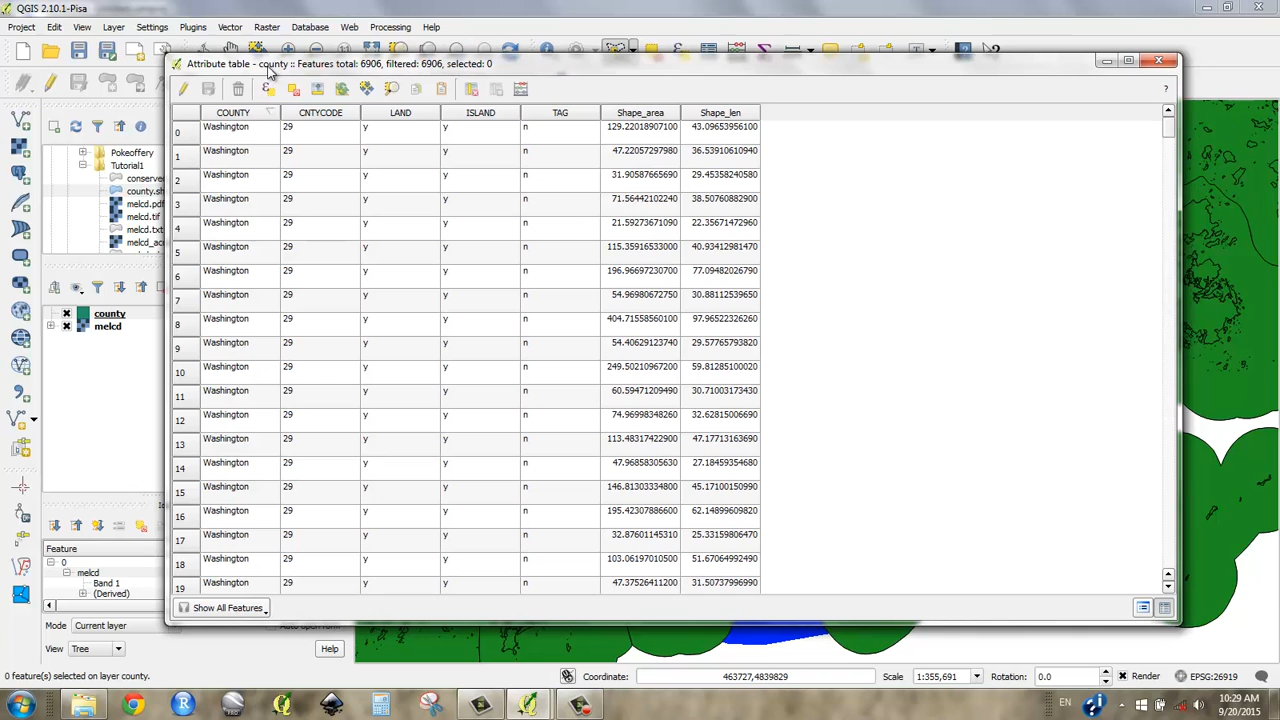 QGIS 2.10.1-Pisa
Project Edit View Layer Settings Plugins Vector Raster Database Web Processing Help
Attribute table - county :: Features total: 6906, filtered: 6906, selected: 0
?
COUNTY CNTYCODE LAND ISLAND TAG Shape_area Shape_len
0 Washington 29 y y n 129.22018907100 43.09653956100
1 Washington 29 y y n 47.22057297980 36.53910610940
2 Washington 29 y y n 31.90587665690 29.45358240580
3 Washington 29 y y n 71.56442102240 38.50760882900
4 Washington 29 y y n 21.59273671090 22.35671472960
5 Washington 29 y y n 115.35916533000 40.93412981470
6 Washington 29 y y n 196.96697230700 77.09482026790
7 Washington 29 y y n 54.96980672750 30.88112539650
8 Washington 29 y y n 404.71558560100 97.96522326260
9 Washington 29 y y n 54.40629123740 29.57765793820
10 Washington 29 y y n 249.50210967200 59.81285100020
11 Washington 29 y y n 60.59471209490 30.71003173430
12 Washington 29 y y n 74.96998348260 32.62815006690
13 Washington 29 y y n 113.48317422900 47.17713163690
14 Washington 29 y y n 47.96858305630 27.18459354680
15 Washington 29 y y n 146.81303334800 45.17100150990
16 Washington 29 y y n 195.42307886600 62.14899609820
17 Washington 29 y y n 32.87601145310 25.33159806470
18 Washington 29 y y n 103.06197010500 51.67064992490
19 Washington 29 y y n 47.37526411200 31.50737996990
Show All Features
Pokeoffery
Tutorial1
conserve
county.sh
melcd.pdf
melcd.tif
melcd.txt
melcd_acc
county
melcd
Feature
0
melcd
Band 1
(Derived)
Mode Current layer
View Tree Help
0 feature(s) selected on layer county.
Coordinate: 463727,4839829 Scale 1:355,691 Rotation: 0.0 Render EPSG:26919
EN 10:29 AM
9/20/2015